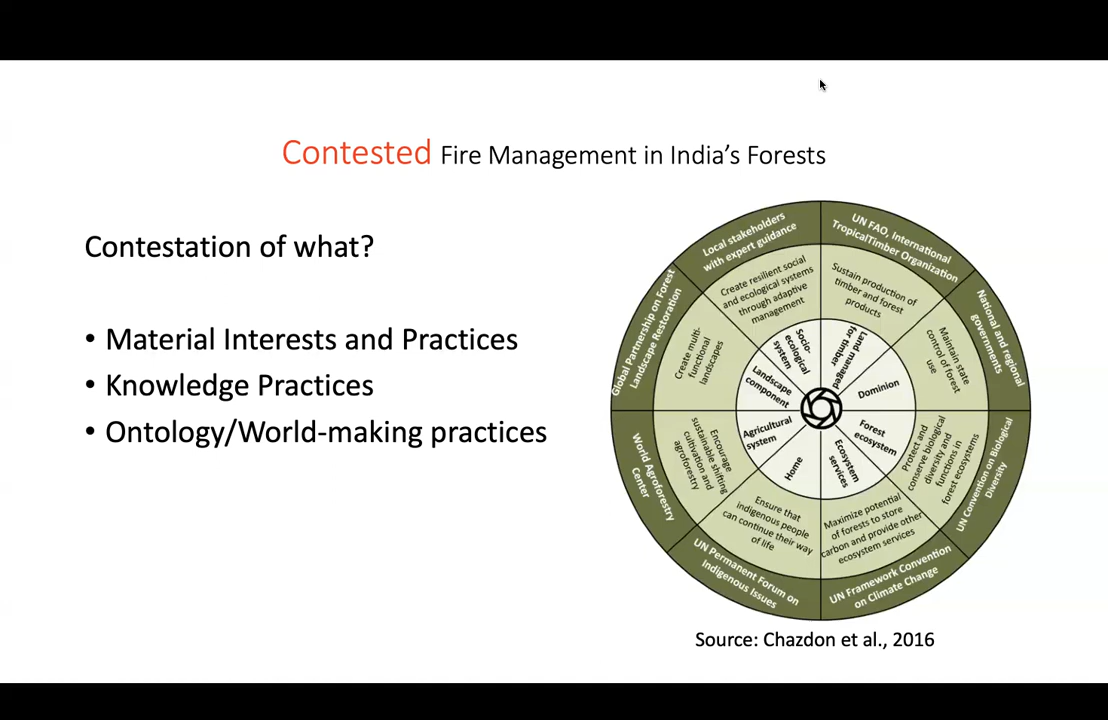 Contested Fire Management in India’s Forests
Contestation of what?
• Material Interests and Practices
• Knowledge Practices
• Ontology/World-making practices
UN FAO, International
TropicalTimber Organization
Sustain production of
timber and forest
products
Land managed
for timber
National and regional
governments
Maintain state
control of forest
use
Dominion
UN Convention on Biological
Diversity
Protect and
conserve biological
diversity and
functions in
forest ecosystems
Forest
ecosystem
UN Framework Convention
on Climate Change
Maximize potential
of forests to store
carbon and provide other
ecosystem services
Ecosystem
services
UN Permanent Forum on
Indigenous Issues
Ensure that
indigenous people
can continue their way
of life
Home
World Agroforestry
Center
Encourage
sustainable shifting
cultivation and
agroforestry
Agricultural
system
Global Partnership on Forest
Landscape Restoration
Create multi-
functional
landscapes
Landscape
component
Local stakeholders
with expert guidance
Create resilient social
and ecological systems
through adaptive
management
Socio-
ecological
system
Source: Chazdon et al., 2016